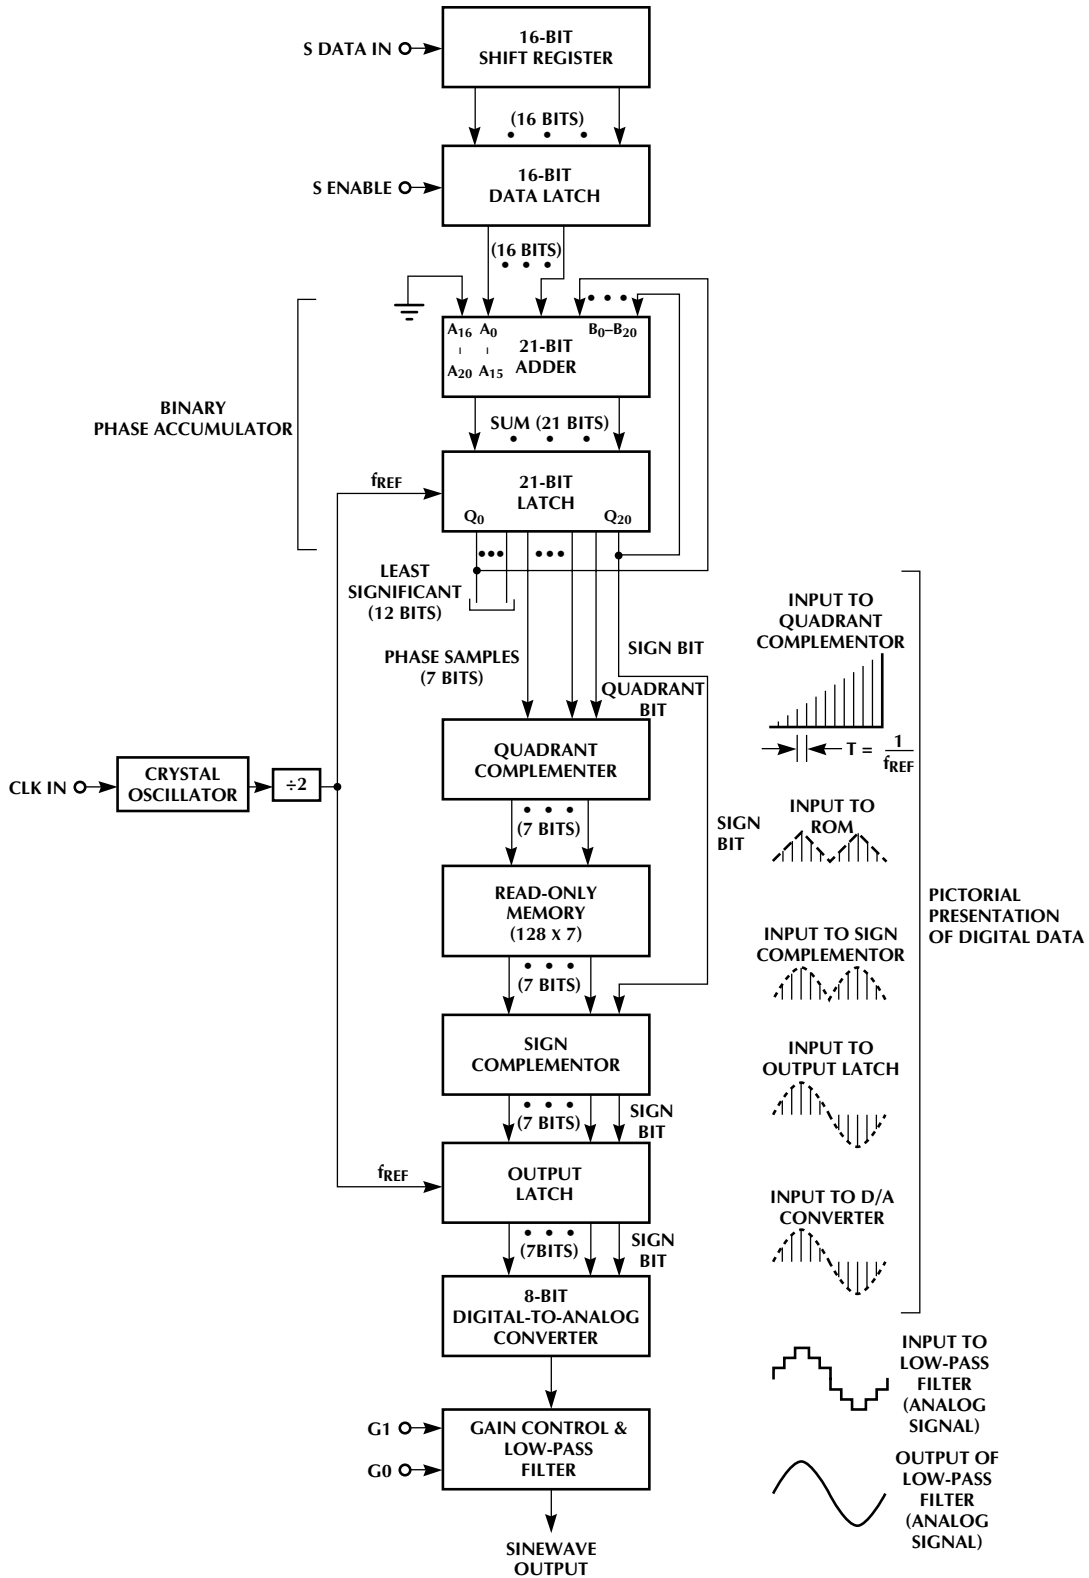 S DATA IN
16-BIT
SHIFT REGISTER
(16 BITS)
S ENABLE
16-BIT
DATA LATCH
(16 BITS)
BINARY
PHASE ACCUMULATOR
A16 A0
B0–B20
21-BIT
ADDER
A20 A15
SUM (21 BITS)
fREF
21-BIT
LATCH
Q0
Q20
LEAST
SIGNIFICANT
(12 BITS)
PHASE SAMPLES
(7 BITS)
SIGN BIT
QUADRANT
BIT
QUADRANT
COMPLEMENTER
CLK IN
CRYSTAL
OSCILLATOR
÷2
(7 BITS)
SIGN
BIT
READ-ONLY
MEMORY
(128 X 7)
(7 BITS)
SIGN
COMPLEMENTOR
(7 BITS)
SIGN
BIT
fREF
OUTPUT
LATCH
(7BITS)
SIGN
BIT
8-BIT
DIGITAL-TO-ANALOG
CONVERTER
G1
G0
GAIN CONTROL &
LOW-PASS
FILTER
SINEWAVE
OUTPUT
INPUT TO
QUADRANT
COMPLEMENTOR
T = 1
fREF
INPUT TO
ROM
INPUT TO SIGN
COMPLEMENTOR
INPUT TO
OUTPUT LATCH
INPUT TO D/A
CONVERTER
PICTORIAL
PRESENTATION
OF DIGITAL DATA
INPUT TO
LOW-PASS
FILTER
(ANALOG
SIGNAL)
OUTPUT OF
LOW-PASS
FILTER
(ANALOG
SIGNAL)